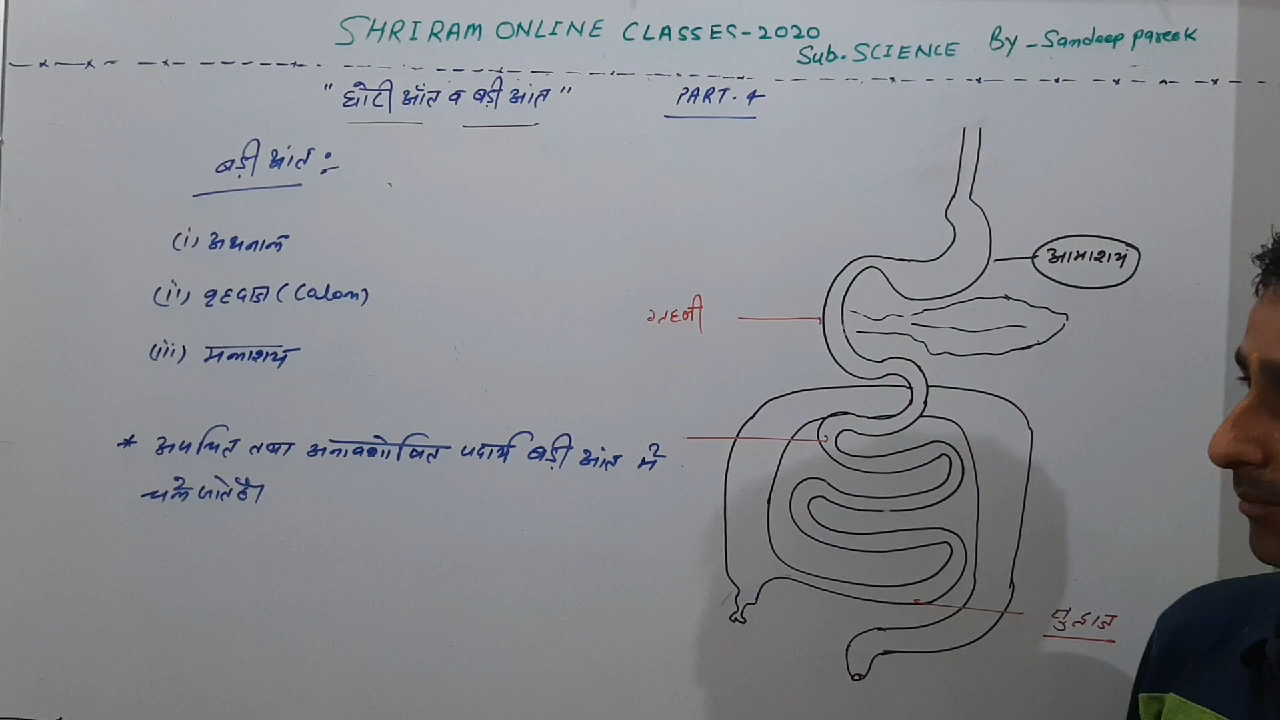 SHRIRAM ONLINE CLASSES-2020
Sub. SCIENCE By - Sandeep pareek
"छोटी आंत व बड़ी आंत" PART. 4
बड़ी आंत :-
(i) अधनाल
(ii) वृहदान्त्र (Colon)
(iii) मलाशय
* अपचित तथा अनावशोषित पदार्थ बड़ी आंत में
चले जाते है।
आमाशय
ग्रहणी